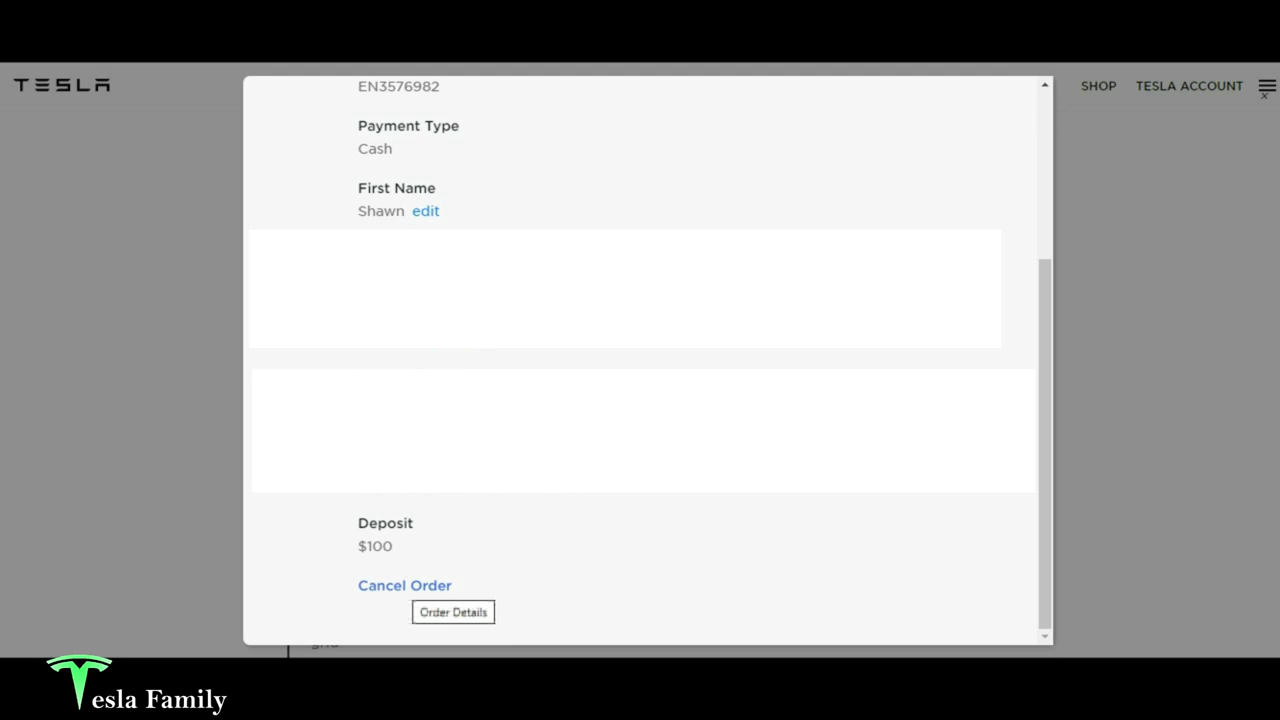 TESLA
SHOP
TESLA ACCOUNT
EN3576982
Payment Type
Cash
First Name
Shawn edit
Deposit
$100
Cancel Order
Order Details
Tesla Family